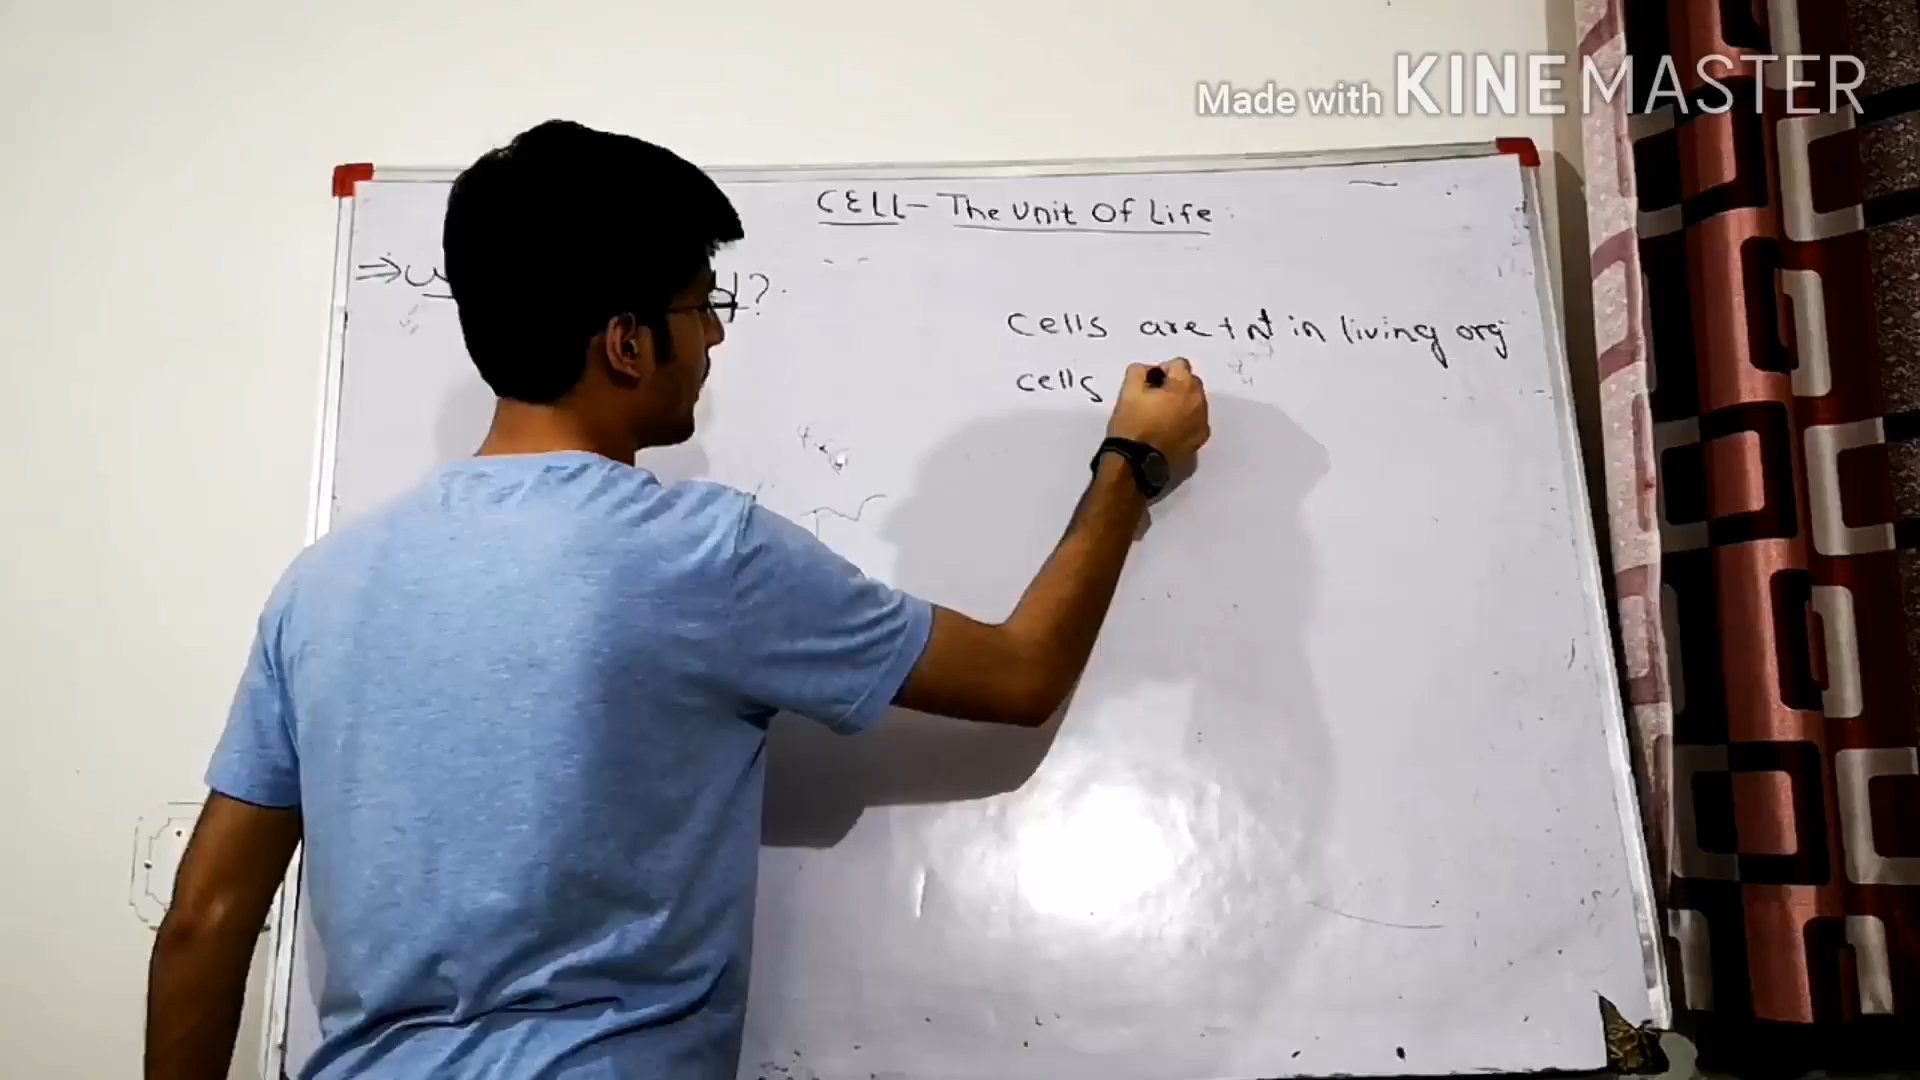 Made with KINEMASTER
CELL - The Unit Of Life
⇒ ?
Cells are +nt in living org
cells